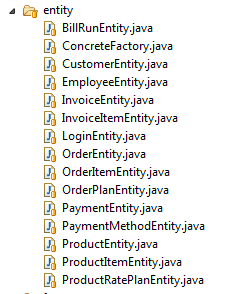 entity
BillRunEntity.java
ConcreteFactory.java
CustomerEntity.java
EmployeeEntity.java
InvoiceEntity.java
InvoiceItemEntity.java
LoginEntity.java
OrderEntity.java
OrderItemEntity.java
OrderPlanEntity.java
PaymentEntity.java
PaymentMethodEntity.java
ProductEntity.java
ProductItemEntity.java
ProductRatePlanEntity.java